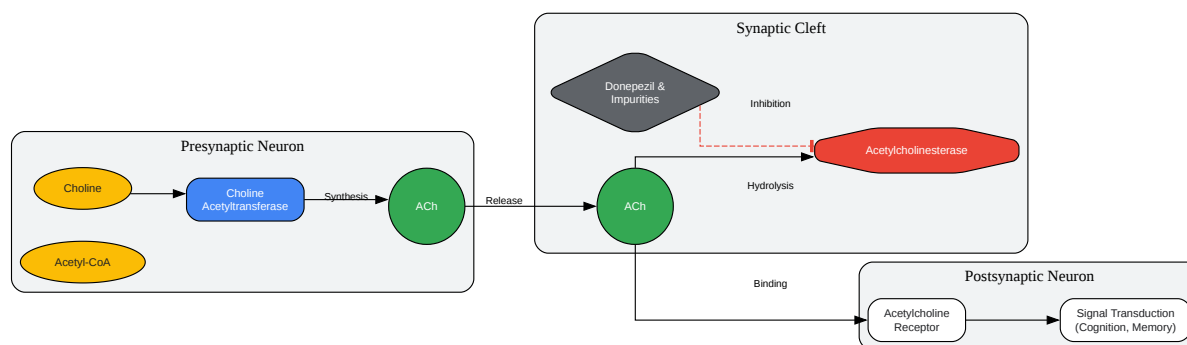 Synaptic Cleft
Donepezil &
Impurities
Inhibition
Presynaptic Neuron
Acetylcholinesterase
Choline
Choline
Acetyltransferase
Synthesis
ACh
Release
ACh
Hydrolysis
Acetyl-CoA
Binding
Postsynaptic Neuron
Acetylcholine
Receptor
Signal Transduction
(Cognition, Memory)